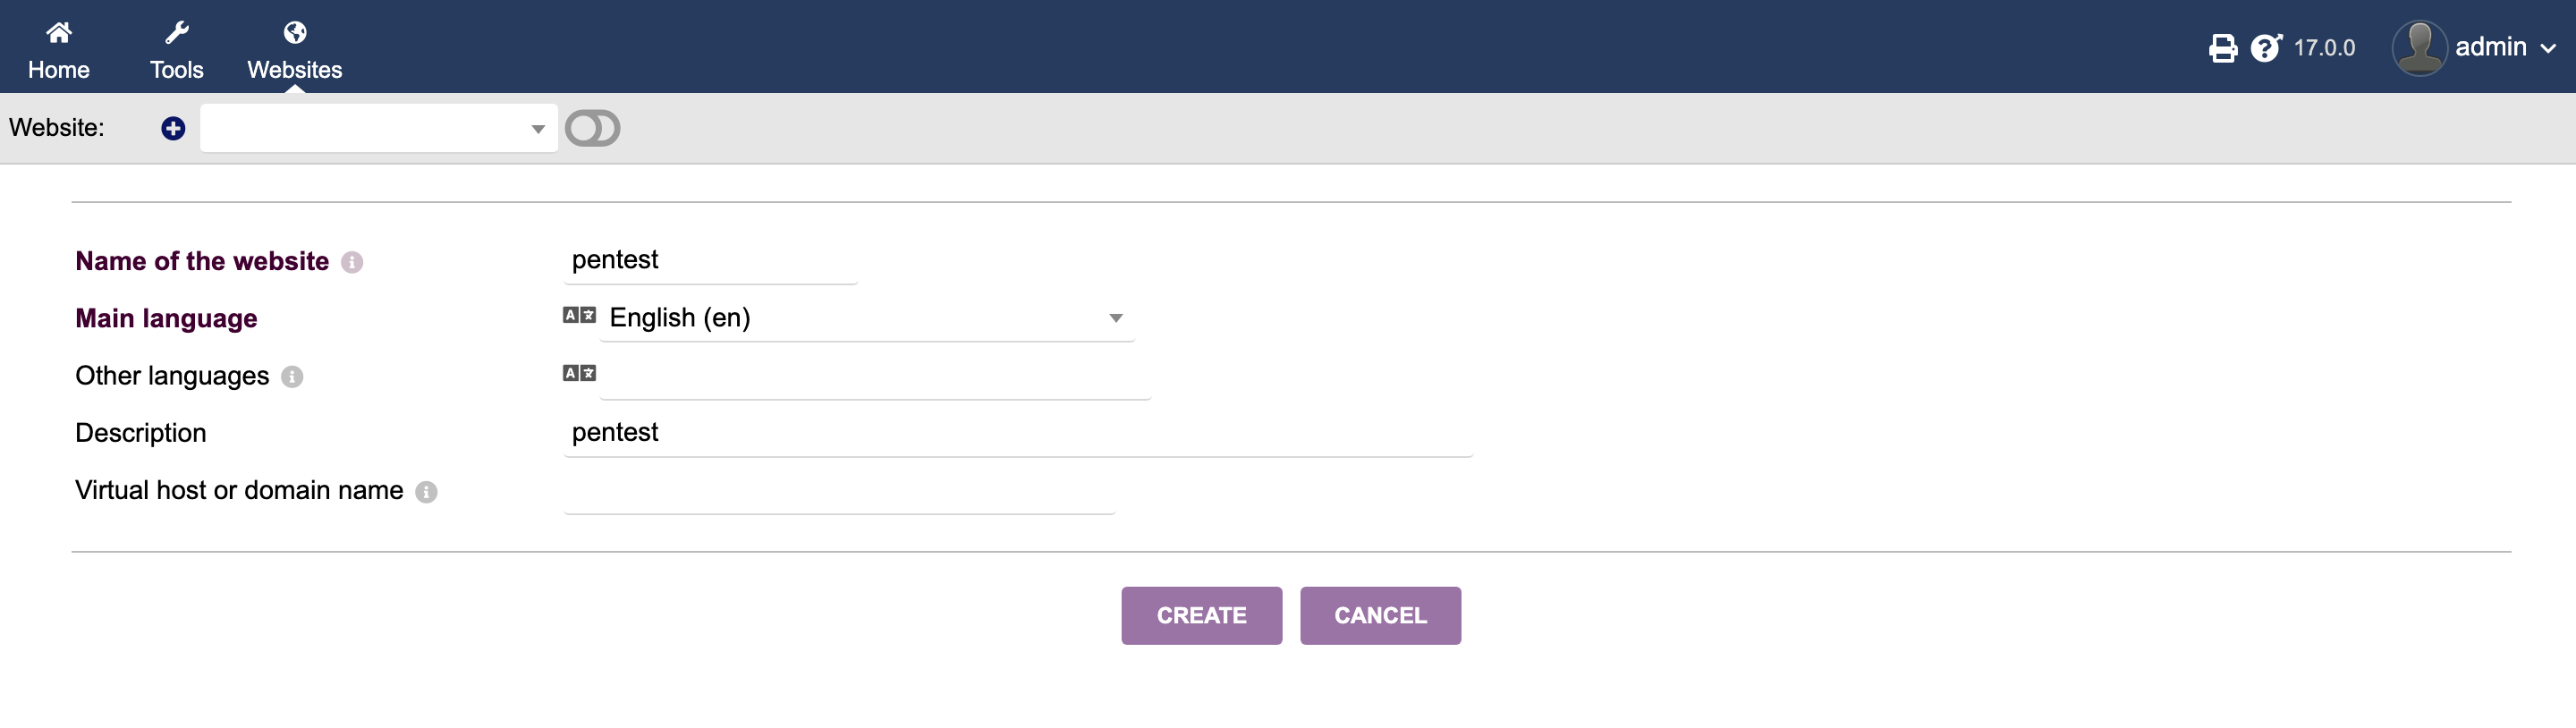 Home Tools Websites 17.0.0 admin
Website:
Name of the website pentest
Main language English (en)
Other languages
Description pentest
Virtual host or domain name
CREATE CANCEL